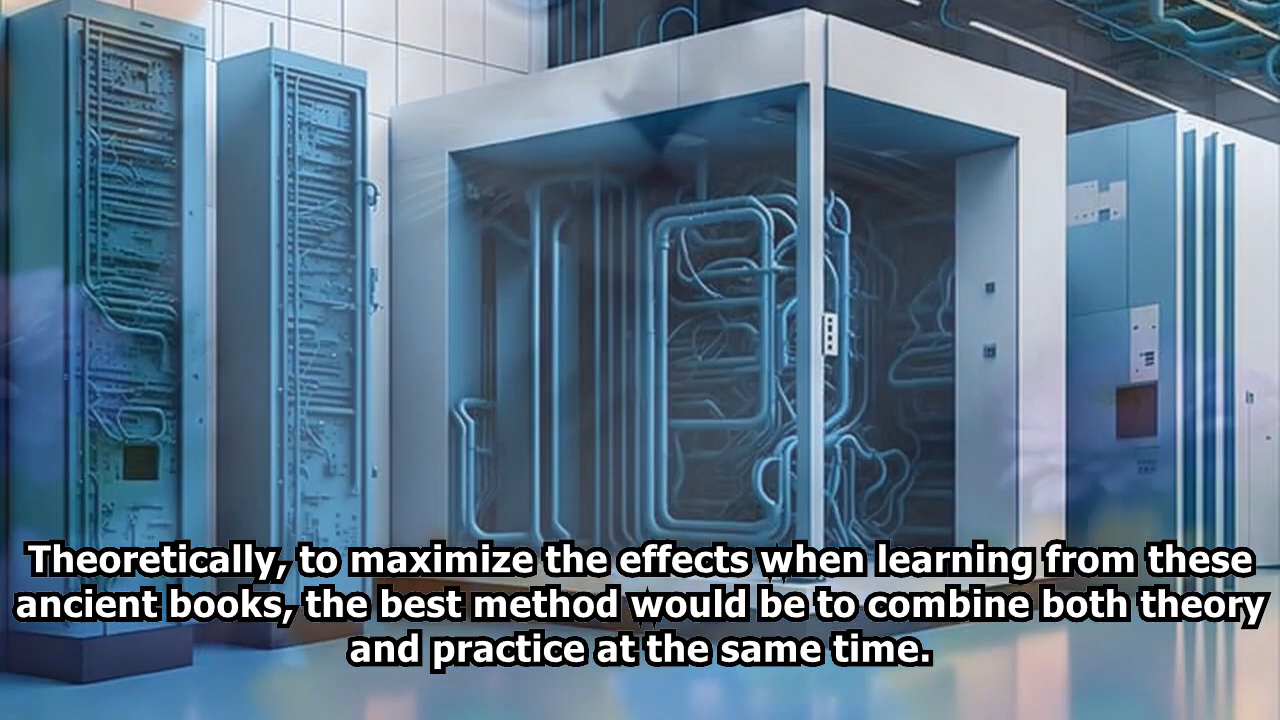 Theoretically, to maximize the effects when learning from these
ancient books, the best method would be to combine both theory
and practice at the same time.